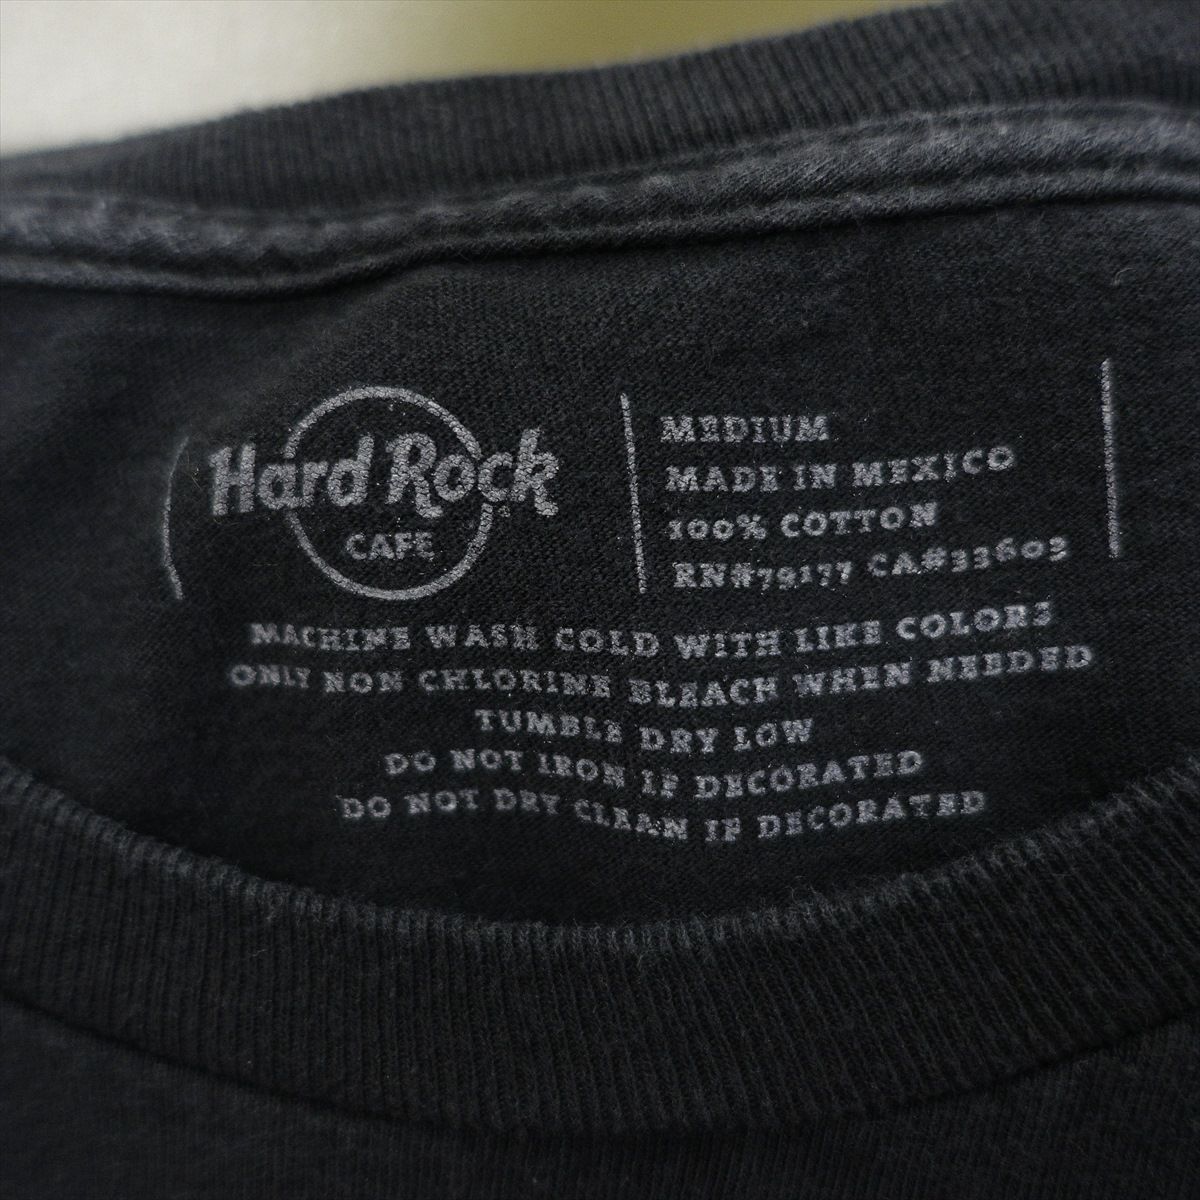 Hard Rock
CAFE
MEDIUM
MADE IN MEXICO
100% COTTON
RN#79177 CA#33603
MACHINE WASH COLD WITH LIKE COLORS
ONLY NON CHLORINE BLEACH WHEN NEEDED
TUMBLE DRY LOW
DO NOT IRON IF DECORATED
DO NOT DRY CLEAN IF DECORATED